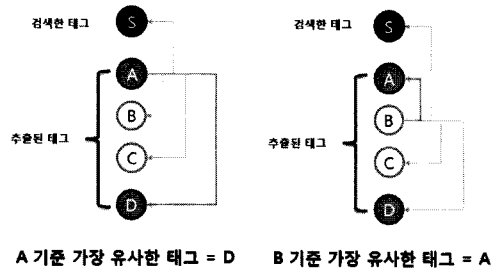 검색한 태그
S
추출된 태그
A
B
C
D
A 기준 가장 유사한 태그 = D
검색한 태그
S
추출된 태그
A
B
C
D
B 기준 가장 유사한 태그 = A